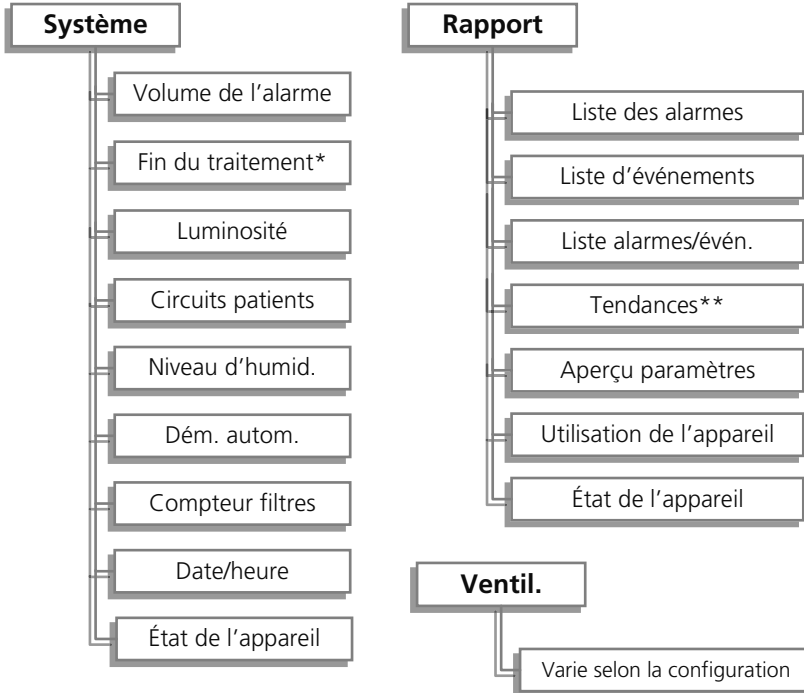 Système
Volume de l’alarme
Fin du traitement*
Luminosité
Circuits patients
Niveau d’humid.
Dém. autom.
Compteur filtres
Date/heure
État de l’appareil
Rapport
Liste des alarmes
Liste d’événements
Liste alarmes/évén.
Tendances**
Aperçu paramètres
Utilisation de l’appareil
État de l’appareil
Ventil.
Varie selon la configuration